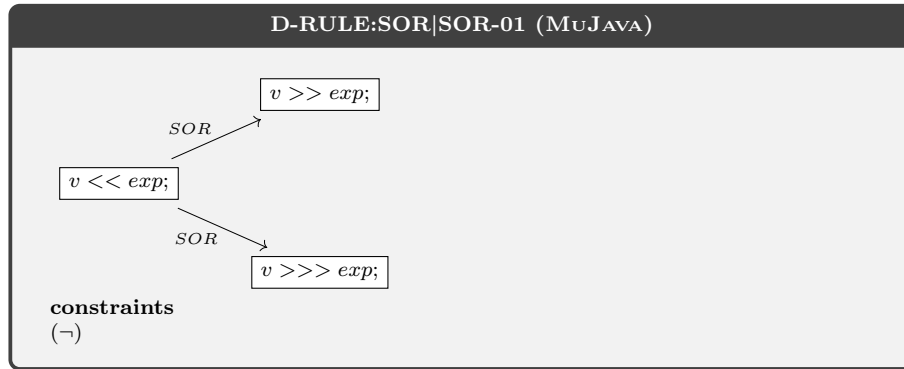 D-RULE:SOR|SOR-01 (MUJAVA)
v >> exp;
SOR
v << exp;
SOR
v >>> exp;
constraints
(¬)